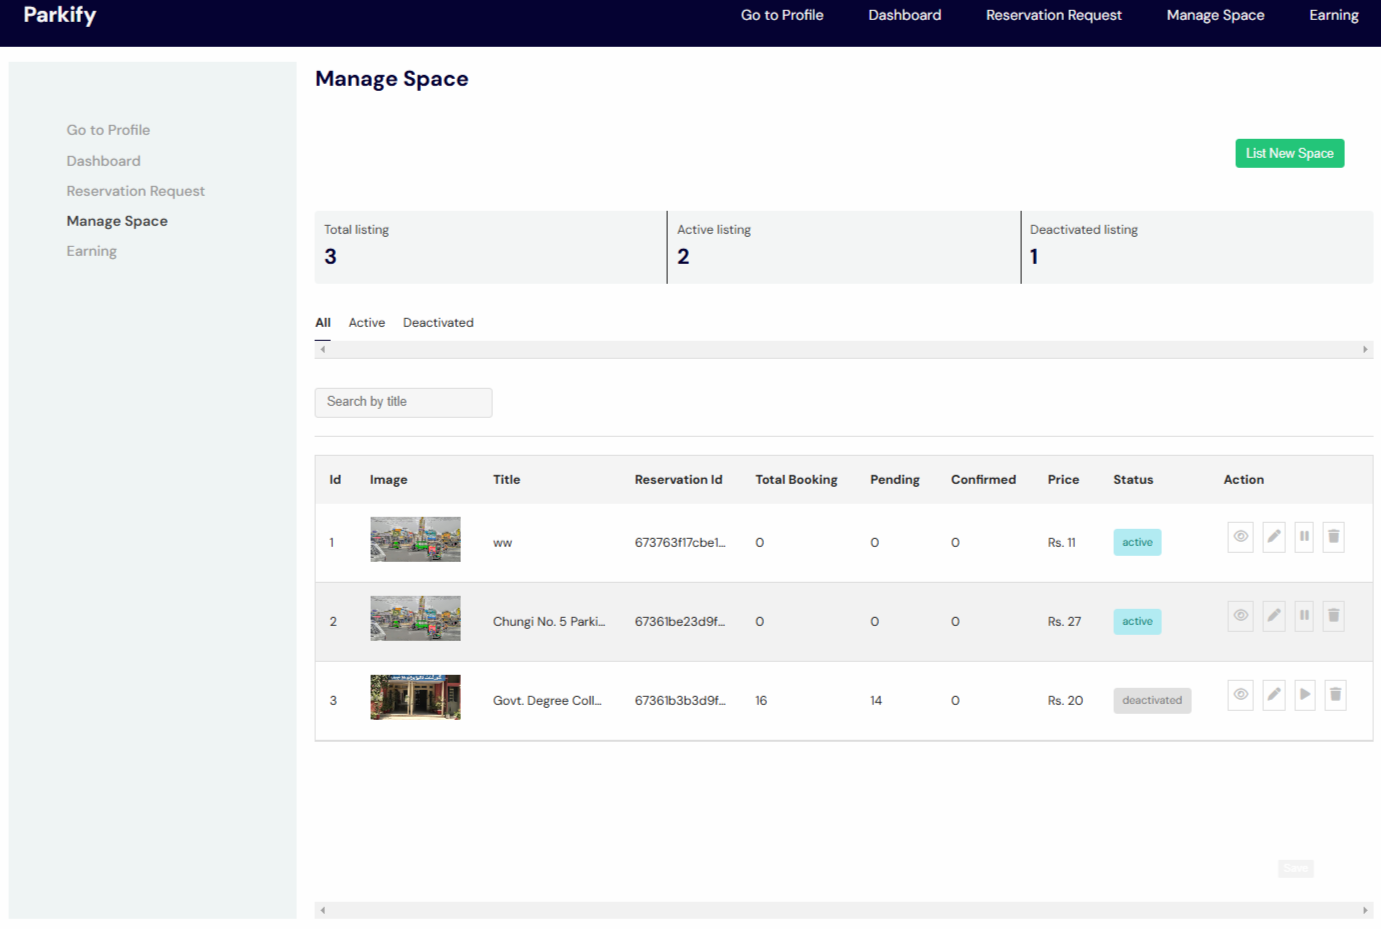 Parkify
Go to Profile Dashboard Reservation Request Manage Space Earning
Go to Profile
Dashboard
Reservation Request
Manage Space
Earning
Manage Space
List New Space
Total listing Active listing Deactivated listing
3 2 1
All Active Deactivated
Search by title
Id Image Title Reservation Id Total Booking Pending Confirmed Price Status Action
1 ww 673763f17cbe1... 0 0 0 Rs. 11 active
2 Chungi No. 5 Parki... 67361be23d9f... 0 0 0 Rs. 27 active
3 Govt. Degree Coll... 67361b3b3d9f... 16 14 0 Rs. 20 deactivated
Save